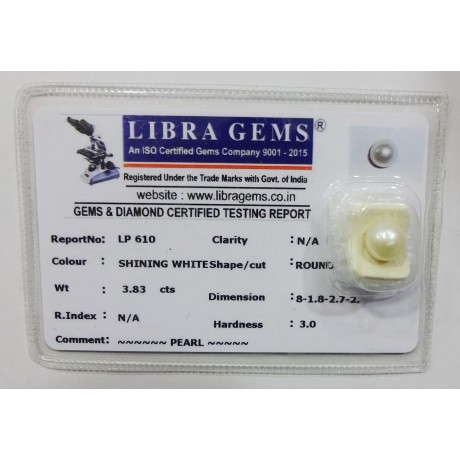 LIBRA GEMS®
An ISO Certified Gems Company 9001 - 2015
Registered Under the Trade Marks with Govt. of India
website : www.libragems.co.in
GEMS & DIAMOND CERTIFIED TESTING REPORT
ReportNo: LP 610 Clarity : N/A
Colour : SHINING WHITE Shape/cut : ROUND
Wt : 3.83 cts Dimension : 8-1.8-2.7-2.
R.Index : N/A Hardness : 3.0
Comment: ~~~~~~ PEARL ~~~~~